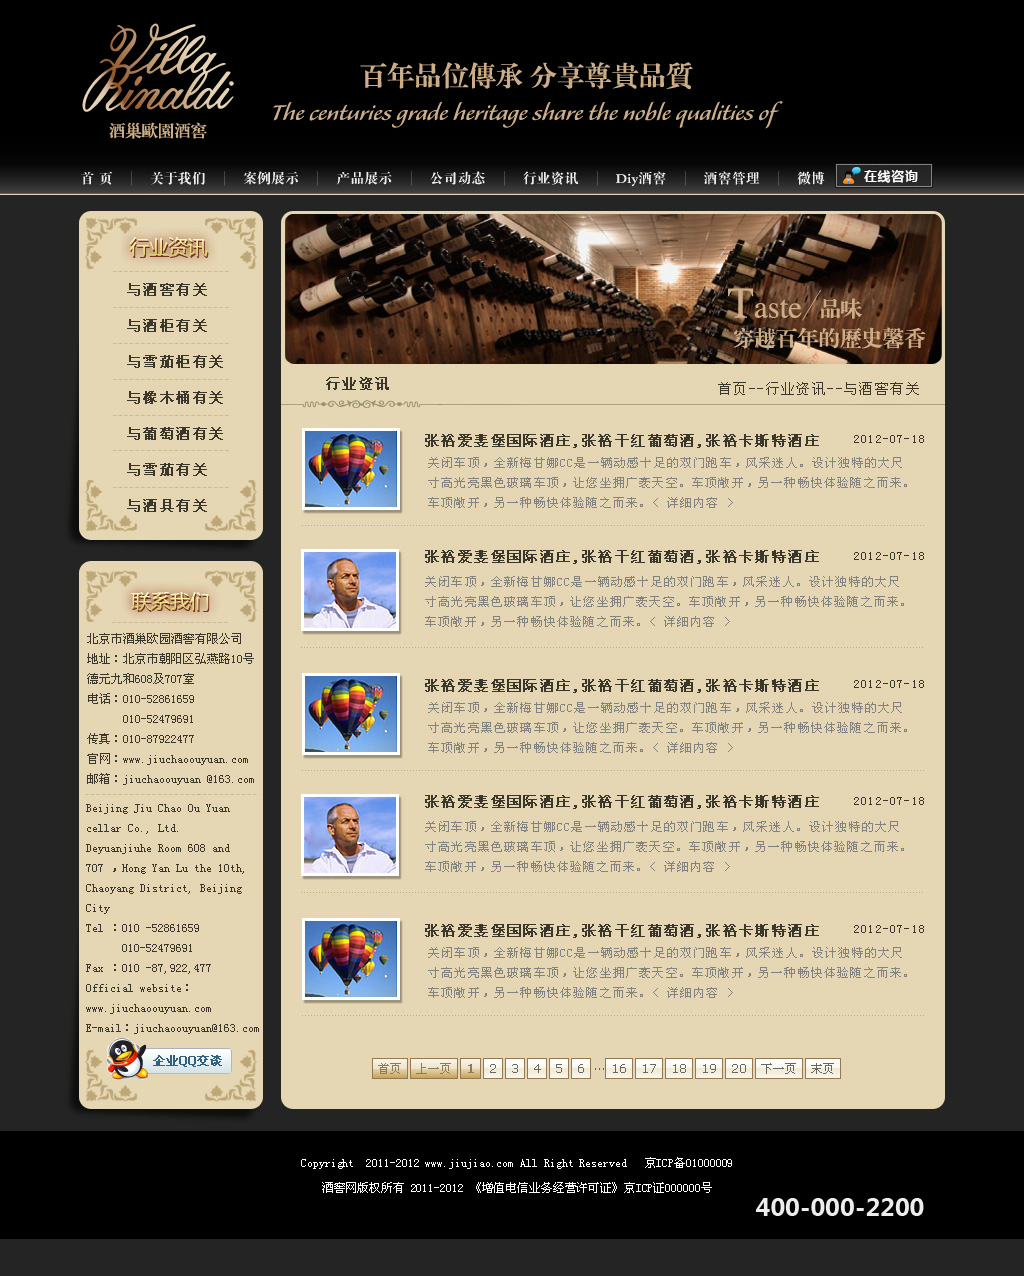 Villa
Rinaldi
酒巢歐園酒窖
百年品位傳承 分享尊貴品質
The centuries grade heritage share the noble qualities of
首 页
关于我们
案例展示
产品展示
公司动态
行业资讯
Diy酒窖
酒窖管理
微博
在线咨询
行业资讯
与酒窖有关
与酒柜有关
与雪茄柜有关
与橡木桶有关
与葡萄酒有关
与雪茄有关
与酒具有关
Taste/品味
穿越百年的歷史馨香
行业资讯
首页--行业资讯--与酒窖有关
张裕爱斐堡国际酒庄,张裕干红葡萄酒,张裕卡斯特酒庄 2012-07-18
关闭车顶，全新梅甘娜CC是一辆动感十足的双门跑车，风采迷人。设计独特的大尺
寸高光亮黑色玻璃车顶，让您坐拥广袤天空。车顶敞开，另一种畅快体验随之而来。
车顶敞开，另一种畅快体验随之而来。< 详细内容 >
张裕爱斐堡国际酒庄,张裕干红葡萄酒,张裕卡斯特酒庄 2012-07-18
关闭车顶，全新梅甘娜CC是一辆动感十足的双门跑车，风采迷人。设计独特的大尺
寸高光亮黑色玻璃车顶，让您坐拥广袤天空。车顶敞开，另一种畅快体验随之而来。
车顶敞开，另一种畅快体验随之而来。< 详细内容 >
张裕爱斐堡国际酒庄,张裕干红葡萄酒,张裕卡斯特酒庄 2012-07-18
关闭车顶，全新梅甘娜CC是一辆动感十足的双门跑车，风采迷人。设计独特的大尺
寸高光亮黑色玻璃车顶，让您坐拥广袤天空。车顶敞开，另一种畅快体验随之而来。
车顶敞开，另一种畅快体验随之而来。< 详细内容 >
张裕爱斐堡国际酒庄,张裕干红葡萄酒,张裕卡斯特酒庄 2012-07-18
关闭车顶，全新梅甘娜CC是一辆动感十足的双门跑车，风采迷人。设计独特的大尺
寸高光亮黑色玻璃车顶，让您坐拥广袤天空。车顶敞开，另一种畅快体验随之而来。
车顶敞开，另一种畅快体验随之而来。< 详细内容 >
张裕爱斐堡国际酒庄,张裕干红葡萄酒,张裕卡斯特酒庄 2012-07-18
关闭车顶，全新梅甘娜CC是一辆动感十足的双门跑车，风采迷人。设计独特的大尺
寸高光亮黑色玻璃车顶，让您坐拥广袤天空。车顶敞开，另一种畅快体验随之而来。
车顶敞开，另一种畅快体验随之而来。< 详细内容 >
首页 上一页 1 2 3 4 5 6 ··· 16 17 18 19 20 下一页 末页
联系我们
北京市酒巢欧园酒窖有限公司
地址：北京市朝阳区弘燕路10号
德元九和608及707室
电话：010-52861659
010-52479691
传真：010-87922477
官网：www.jiuchaoouyuan.com
邮箱：jiuchaoouyuan @163.com
Beijing Jiu Chao Ou Yuan
cellar Co., Ltd.
Deyuanjiuhe Room 608 and
707 ，Hong Yan Lu the 10th,
Chaoyang District, Beijing
City
Tel ：010 -52861659
010-52479691
Fax ：010 -87,922,477
Official website：
www.jiuchaoouyuan.com
E-mail：jiuchaoouyuan@163.com
企业QQ交谈
Copyright 2011-2012 www.jiujiao.com All Right Reserved 京ICP备01000009
酒窖网版权所有 2011-2012 《增值电信业务经营许可证》京ICP证000000号
400-000-2200